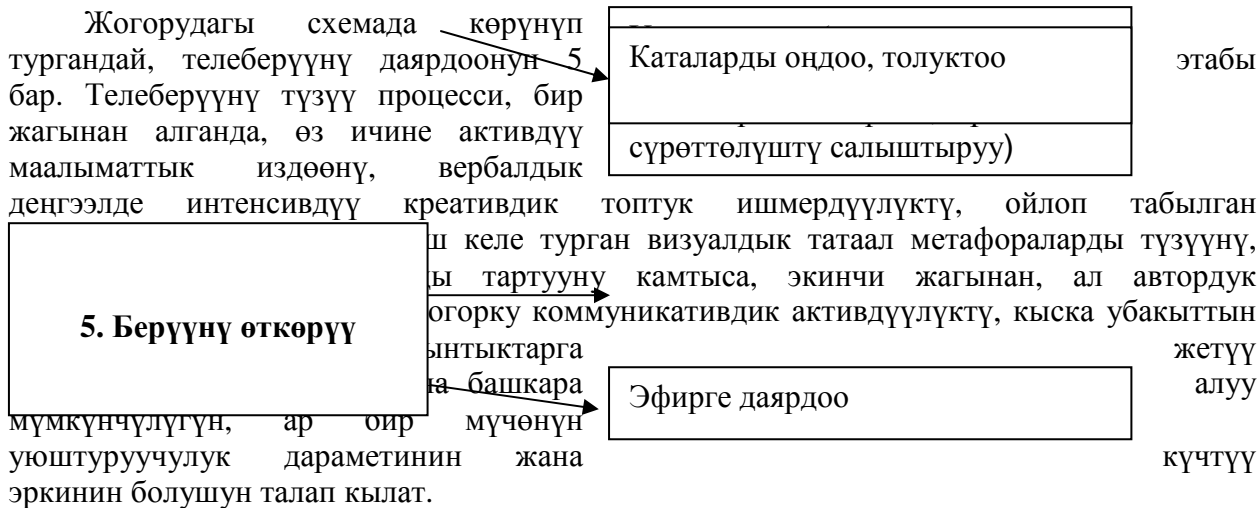 Жогорудагы схемада көрүнүп
тургандай, телеберүүнү даярдоонун 5 этабы
бар. Телеберүүнү түзүү процесси, бир
жагынан алганда, өз ичине активдүү
маалыматтык издөөнү, вербалдык
деңгээлде интенсивдүү креативдик топтук ишмердүүлүктү, ойлоп табылган
келе турган визуалдык татаал метафораларды түзүүнү,
тартууну камтыса, экинчи жагынан, ал автордук
коммуникативдик активдүүлүктү, кыска убакыттын
жетүү
башкара алуу
мүмкүнчүлүгүн, ар бир мүчөнүн
уюштуруучулук дараметинин жана күчтүү
эркинин болушун талап кылат.
Каталарды оңдоо, толуктоо
сүрөттөлүштү салыштыруу)
5. Берүүнү өткөрүү
Эфирге даярдоо